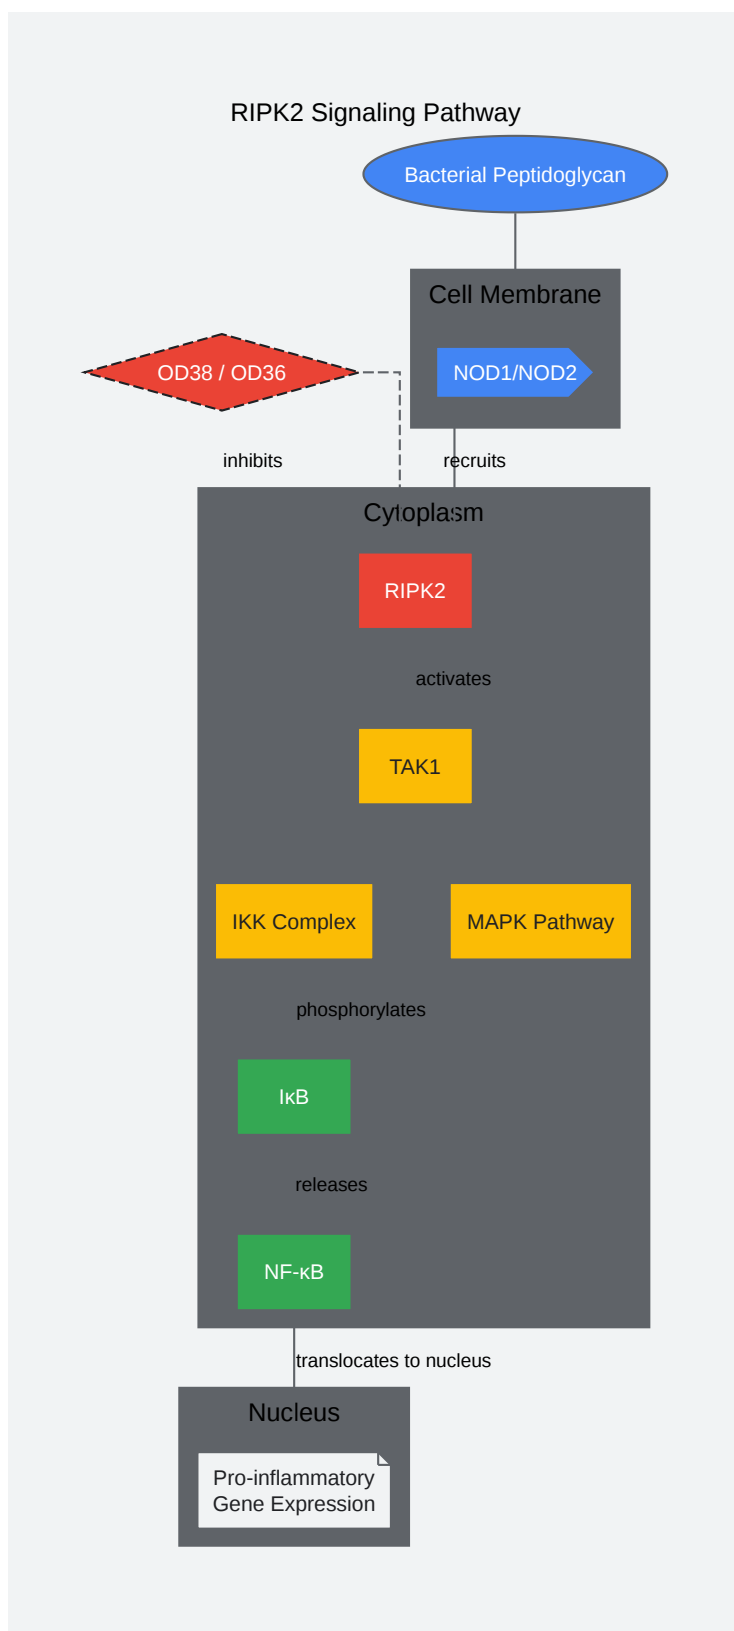 RIPK2 Signaling Pathway
Bacterial Peptidoglycan
Cell Membrane
OD38 / OD36
NOD1/NOD2
inhibits
recruits
Cytoplasm
RIPK2
activates
TAK1
IKK Complex
MAPK Pathway
phosphorylates
IκB
releases
NF-κB
translocates to nucleus
Nucleus
Pro-inflammatory
Gene Expression